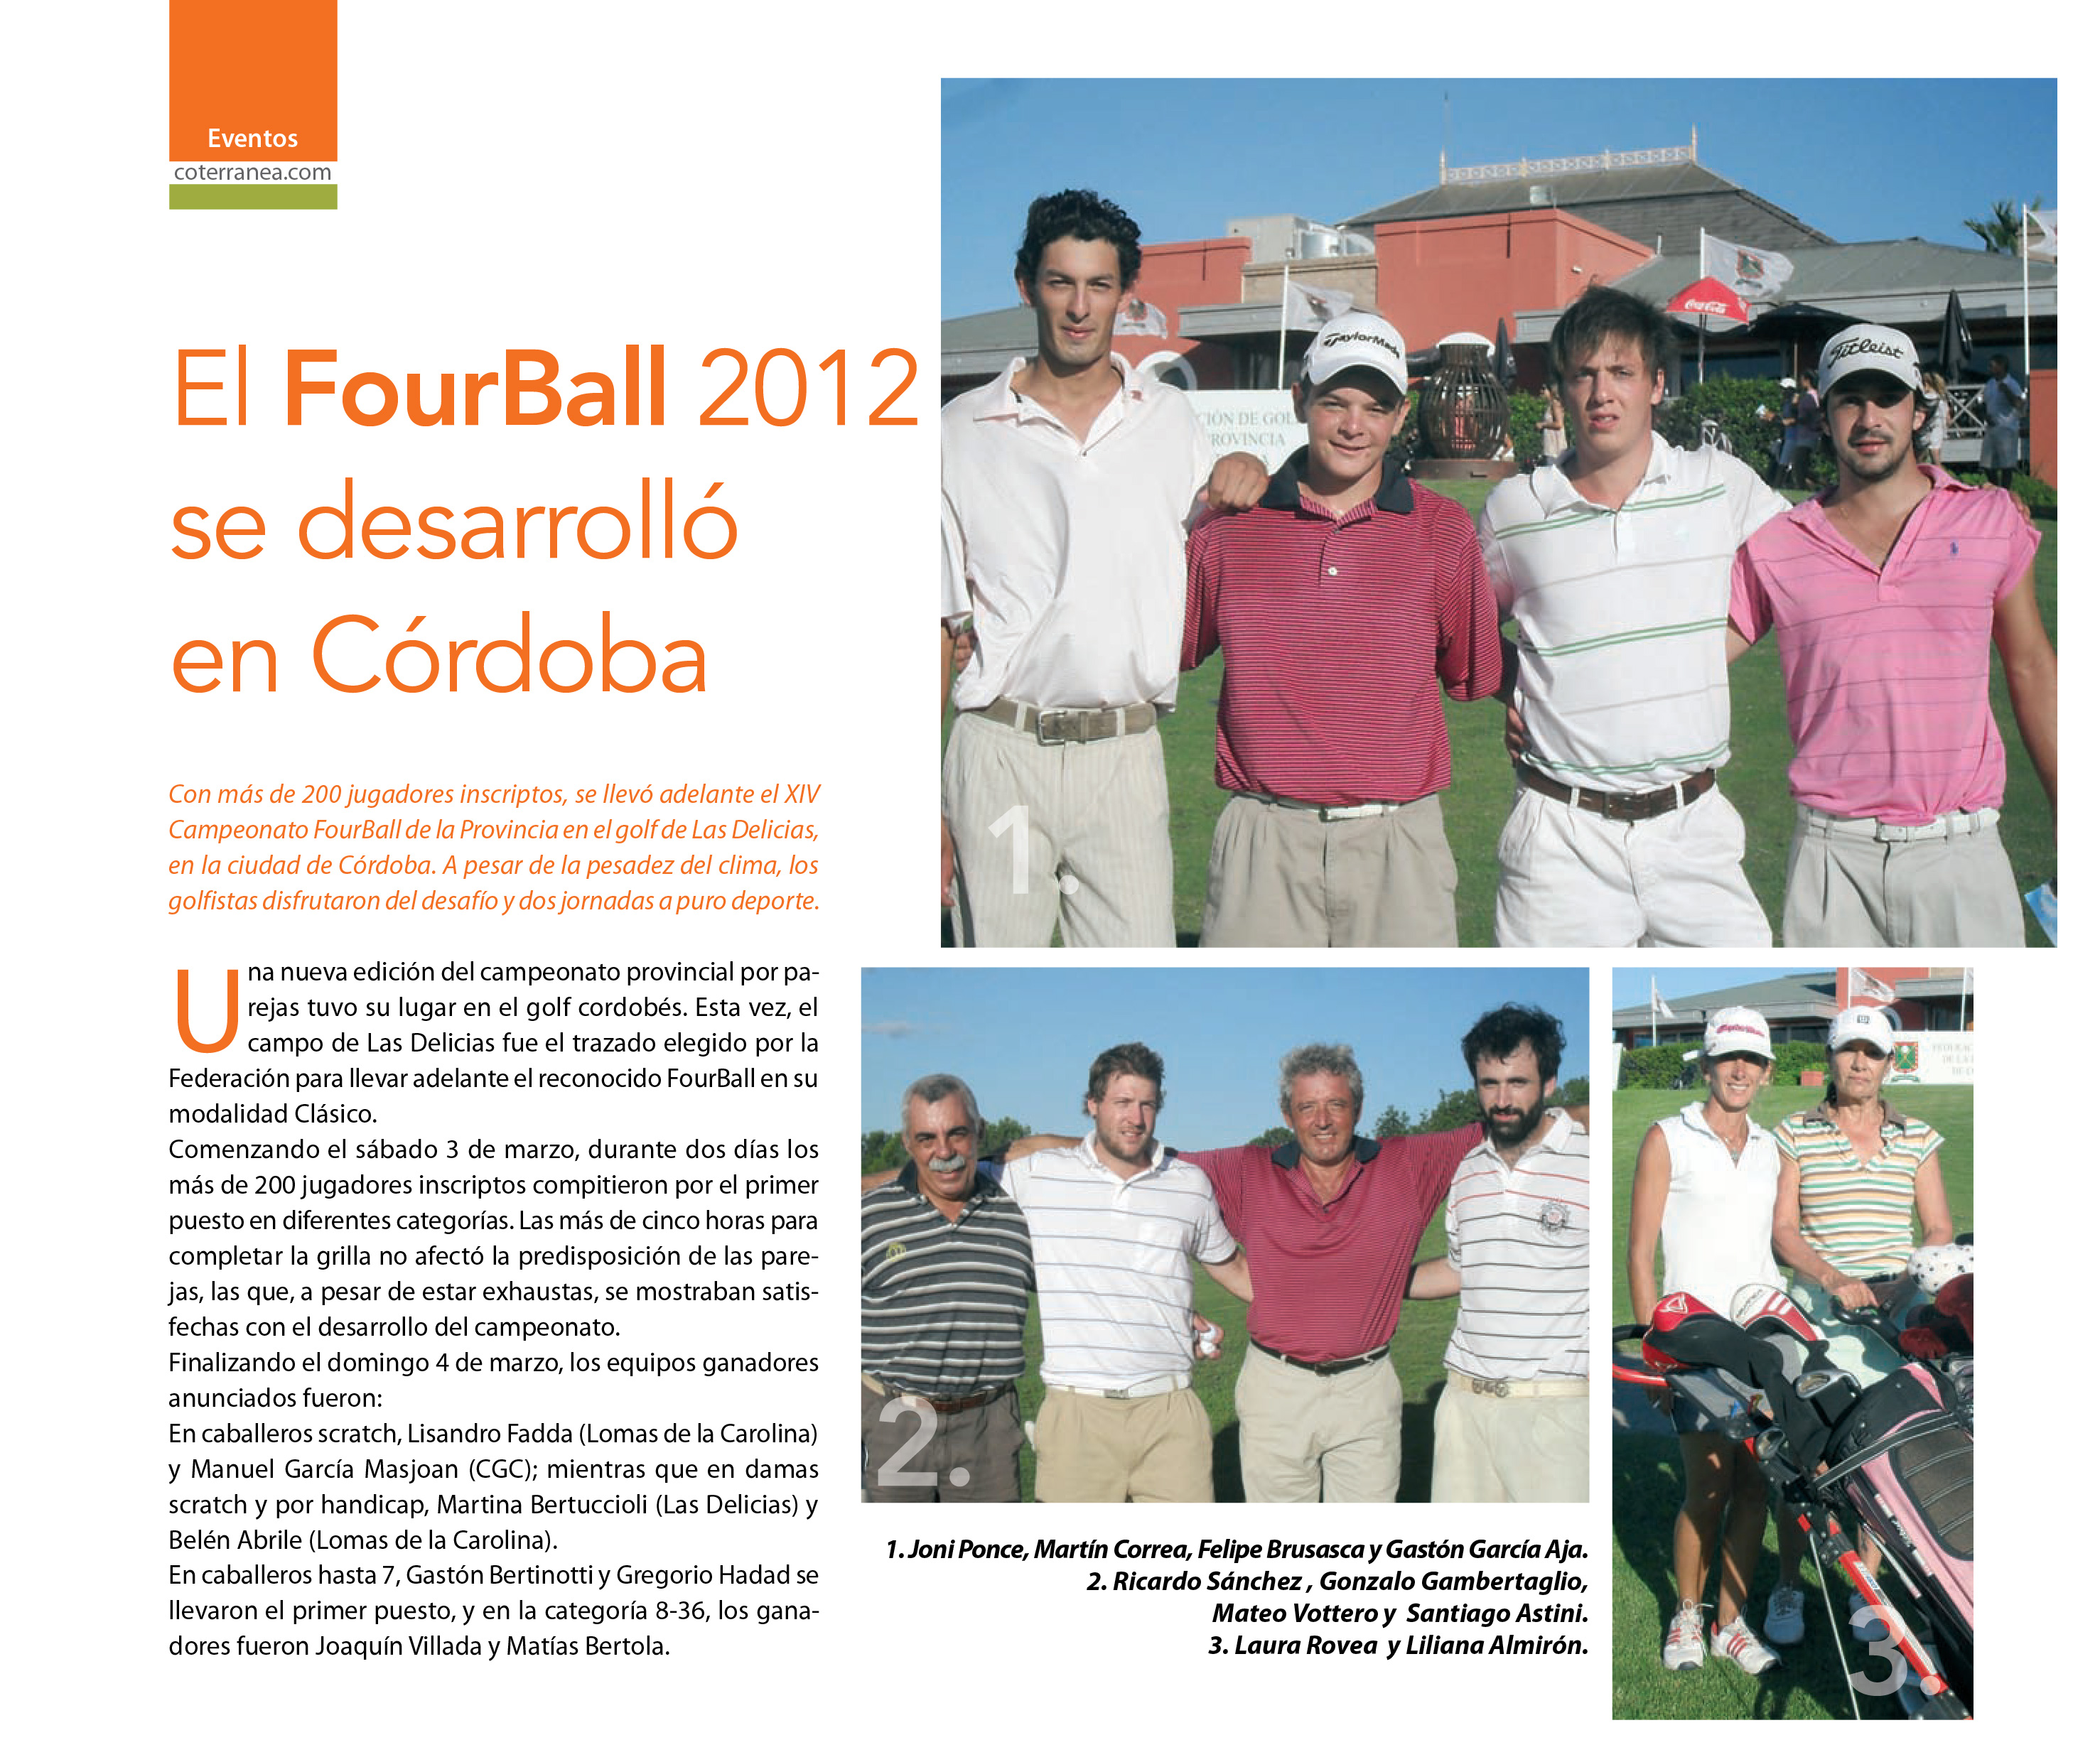 Eventos
coterranea.com
El FourBall 2012
se desarrolló
en Córdoba
Con más de 200 jugadores inscriptos, se llevó adelante el XIV
Campeonato FourBall de la Provincia en el golf de Las Delicias,
en la ciudad de Córdoba. A pesar de la pesadez del clima, los
golfistas disfrutaron del desafío y dos jornadas a puro deporte.
Una nueva edición del campeonato provincial por pa-
rejas tuvo su lugar en el golf cordobés. Esta vez, el
campo de Las Delicias fue el trazado elegido por la
Federación para llevar adelante el reconocido FourBall en su
modalidad Clásico.
Comenzando el sábado 3 de marzo, durante dos días los
más de 200 jugadores inscriptos compitieron por el primer
puesto en diferentes categorías. Las más de cinco horas para
completar la grilla no afectó la predisposición de las pare-
jas, las que, a pesar de estar exhaustas, se mostraban satis-
fechas con el desarrollo del campeonato.
Finalizando el domingo 4 de marzo, los equipos ganadores
anunciados fueron:
En caballeros scratch, Lisandro Fadda (Lomas de la Carolina)
y Manuel García Masjoan (CGC); mientras que en damas
scratch y por handicap, Martina Bertuccioli (Las Delicias) y
Belén Abrile (Lomas de la Carolina).
En caballeros hasta 7, Gastón Bertinotti y Gregorio Hadad se
llevaron el primer puesto, y en la categoría 8-36, los gana-
dores fueron Joaquín Villada y Matías Bertola.
Coca-Cola
TaylorMade
Titleist
CIÓN DE GOL
ROVINCIA
1.
2.
TaylorMade
FEDERAC
DE LA
DE C
3.
1. Joni Ponce, Martín Correa, Felipe Brusasca y Gastón García Aja.
2. Ricardo Sánchez , Gonzalo Gambertaglio,
Mateo Vottero y Santiago Astini.
3. Laura Rovea y Liliana Almirón.